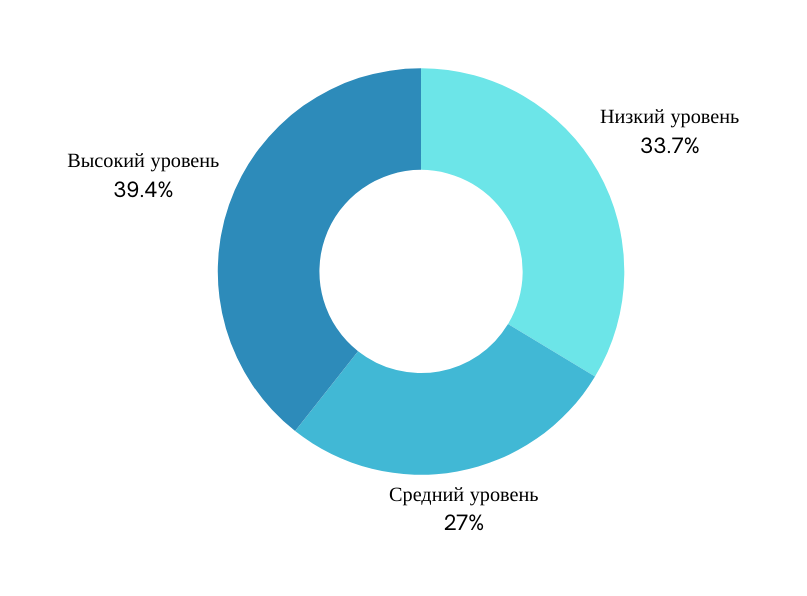 Низкий уровень
33.7%
Высокий уровень
39.4%
Средний уровень
27%